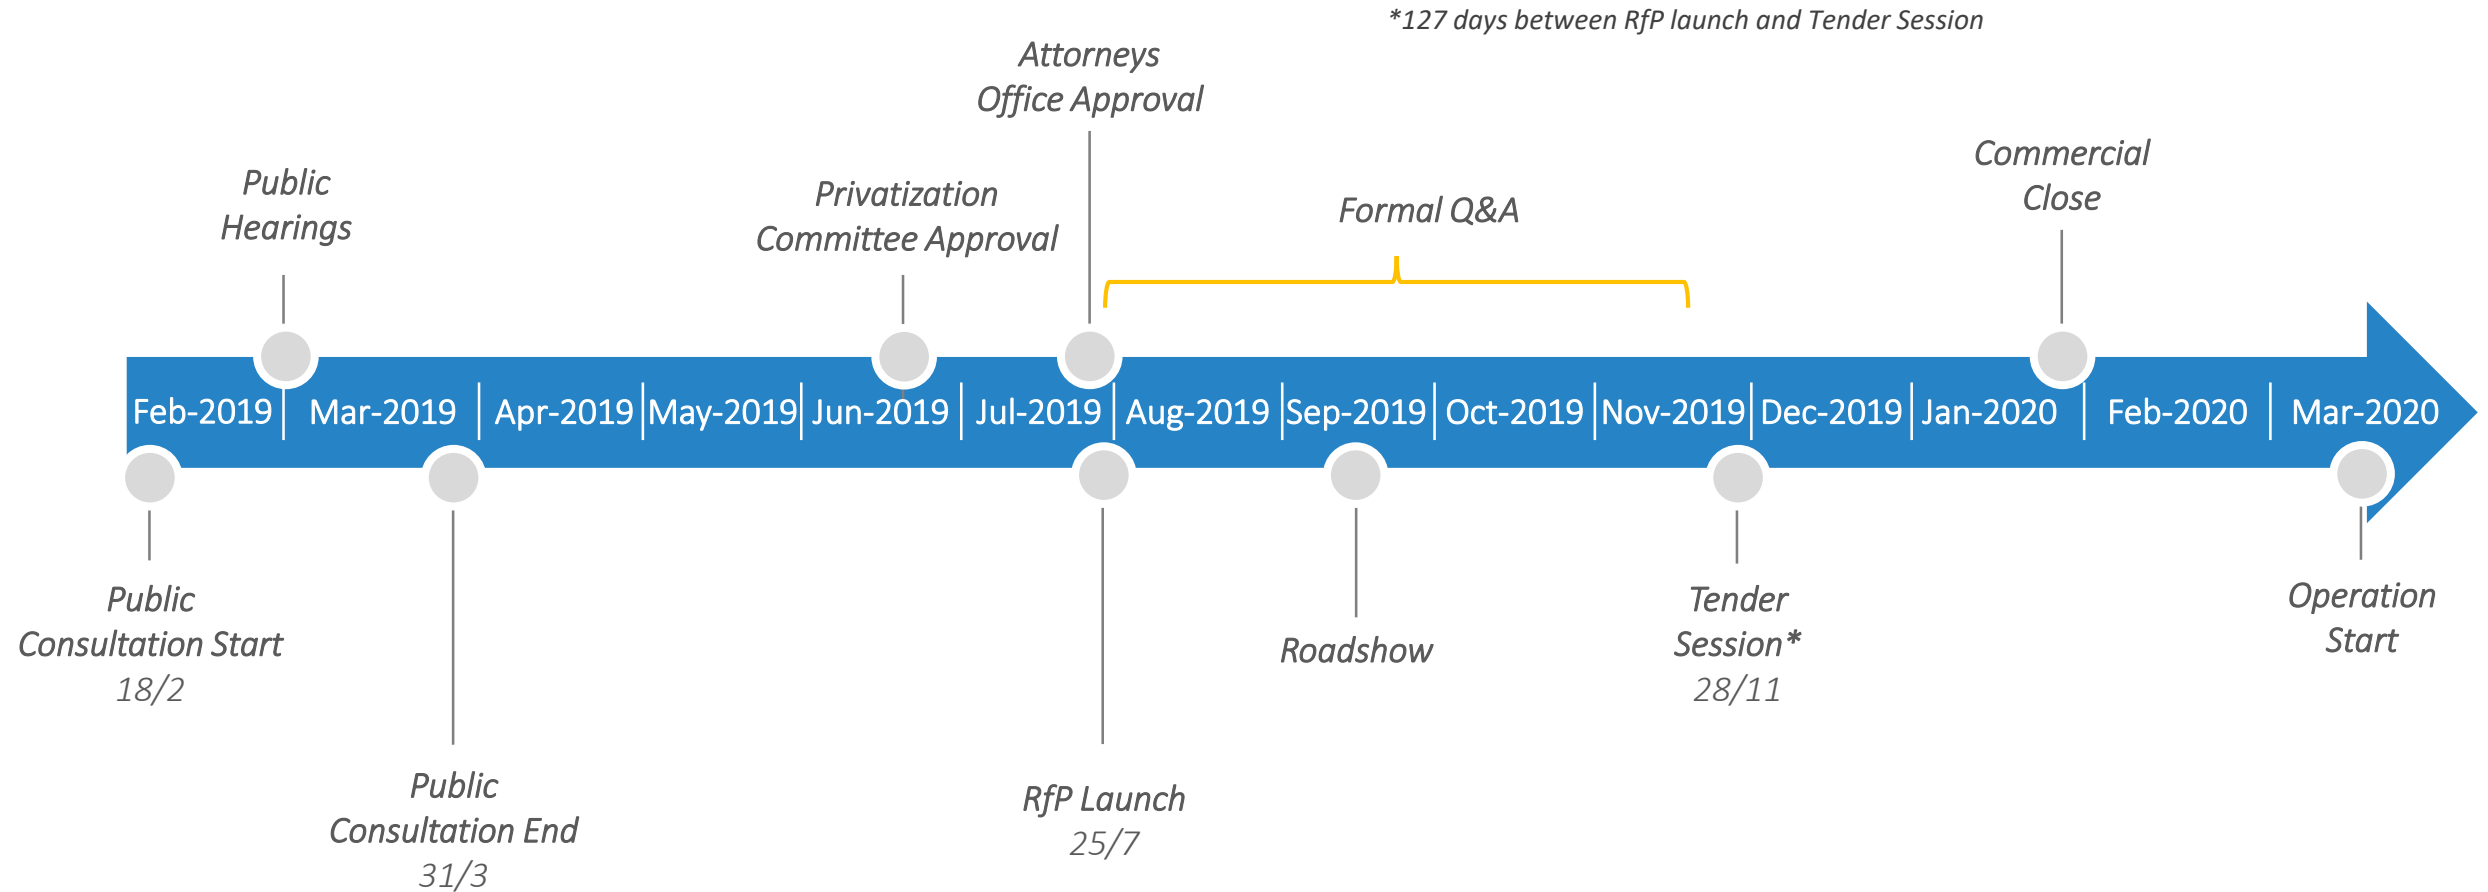 *127 days between RfP launch and Tender Session
Attorneys
Office Approval
Public
Hearings
Privatization
Committee Approval
Formal Q&A
Commercial
Close
Feb-2019
Mar-2019
Apr-2019
May-2019
Jun-2019
Jul-2019
Aug-2019
Sep-2019
Oct-2019
Nov-2019
Dec-2019
Jan-2020
Feb-2020
Mar-2020
Public
Consultation Start
18/2
Public
Consultation End
31/3
RfP Launch
25/7
Roadshow
Tender
Session*
28/11
Operation
Start